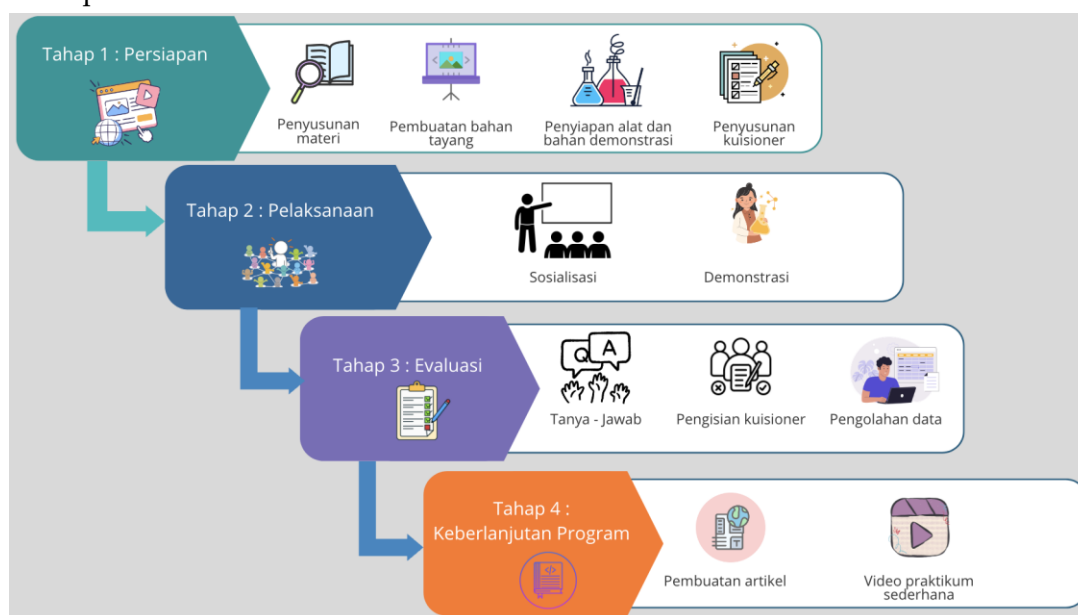 Tahap 1 : Persiapan
Penyusunan
materi
Pembuatan bahan
tayang
Penyiapan alat dan
bahan demonstrasi
Penyusunan
kuisioner
Tahap 2 : Pelaksanaan
Sosialisasi
Demonstrasi
Tahap 3 : Evaluasi
Q A
Tanya - Jawab
Pengisian kuisioner
Pengolahan data
Tahap 4 :
Keberlanjutan Program
Pembuatan artikel
Video praktikum
sederhana